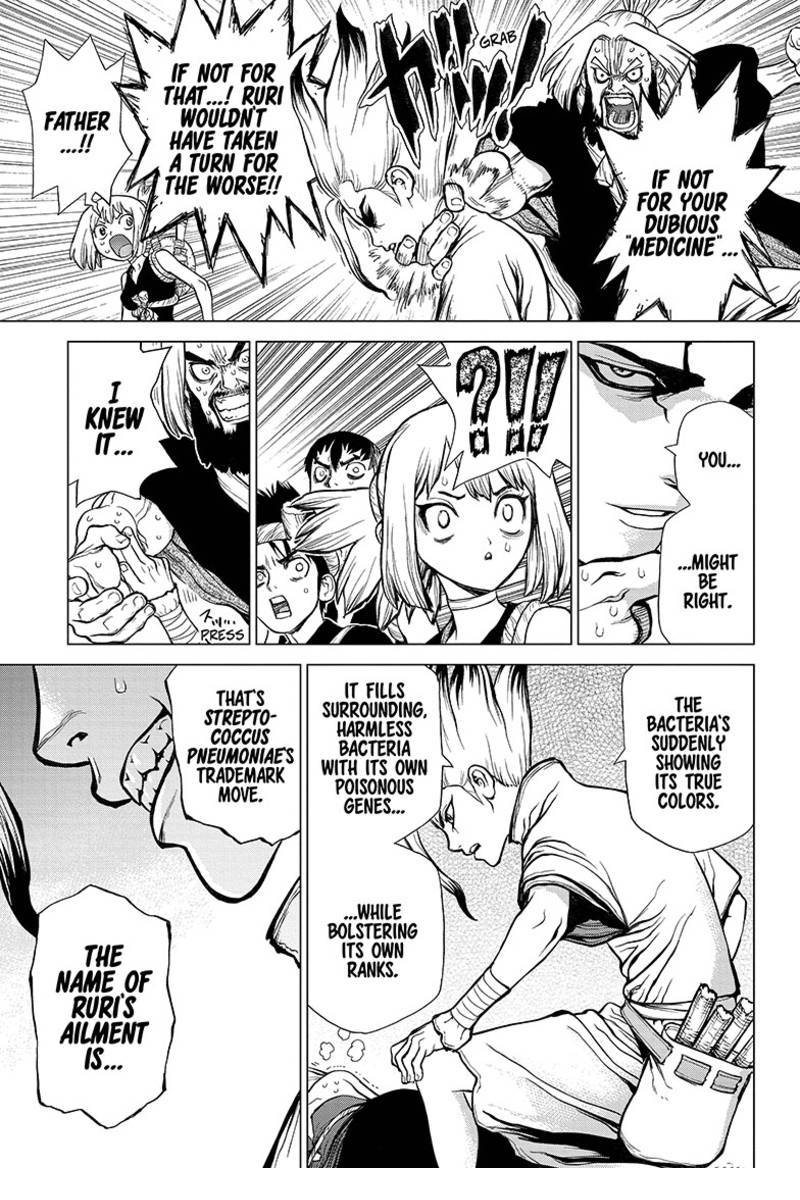 IF NOT
FOR YOUR
DUBIOUS
"MEDICINE"...
ガッ!!
GRAB
IF NOT FOR
THAT...! RURI
WOULDN'T
HAVE TAKEN
A TURN FOR
THE WORSE!!
FATHER
...!!
YOU...
...MIGHT
BE
RIGHT.
?!!
I
KNEW
IT...
PRESS
THE
BACTERIA'S
SUDDENLY
SHOWING
ITS TRUE
COLORS.
IT FILLS
SURROUNDING,
HARMLESS
BACTERIA
WITH ITS OWN
POISONOUS
GENES...
...WHILE
BOLSTERING
ITS OWN
RANKS.
THAT'S
STREPTO-
COCCUS
PNEUMONIAE'S
TRADEMARK
MOVE.
THE
NAME OF
RURI'S
AILMENT
IS...